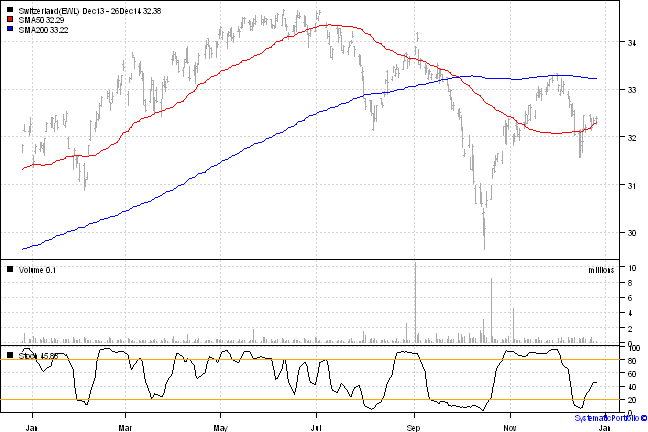 Switzerland(EWL) Dec13 - 26Dec14 32.38
SMA50 32.29
SMA200 33.22
34
33
32
31
30
Volume 0.1
millions
10
8
6
4
2
0
Stoch 45.86
100
80
60
40
20
0
Jan Mar May Jul Sep Nov Jan
SystematicPortfolio ©